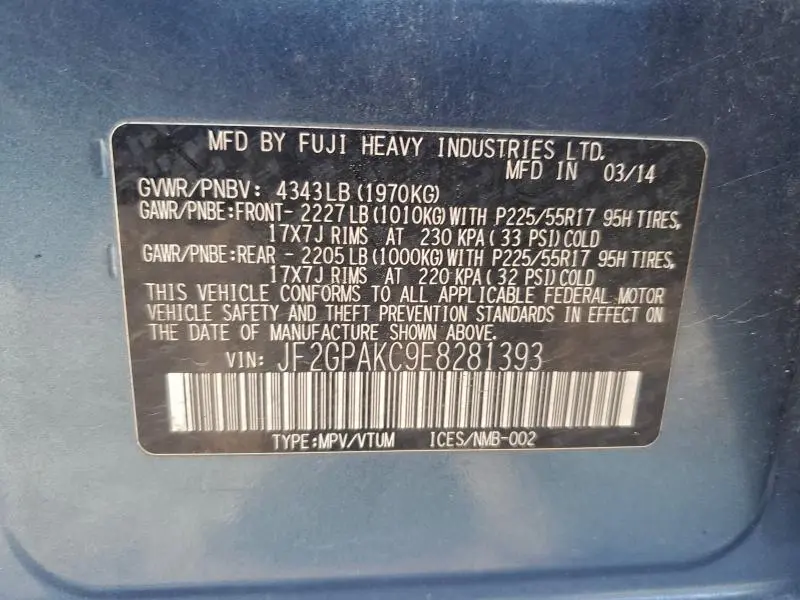 MFD BY FUJI HEAVY INDUSTRIES LTD.
MFD IN 03/14
GVWR/PNBV: 4343LB (1970KG)
GAWR/PNBE:FRONT- 2227 LB (1010KG) WITH P225/55R17 95H TIRES,
17X7J RIMS AT 230 KPA ( 33 PSI) COLD
GAWR/PNBE:REAR - 2205 LB (1000KG) WITH P225/55R17 95H TIRES,
17X7J RIMS AT 220 KPA ( 32 PSI) COLD
THIS VEHICLE CONFORMS TO ALL APPLICABLE FEDERAL MOTOR
VEHICLE SAFETY AND THEFT PREVENTION STANDARDS IN EFFECT ON
THE DATE OF MANUFACTURE SHOWN ABOVE.
VIN: JF2GPAKC9E8281393
TYPE:MPV/VTUM ICES/NMB-002